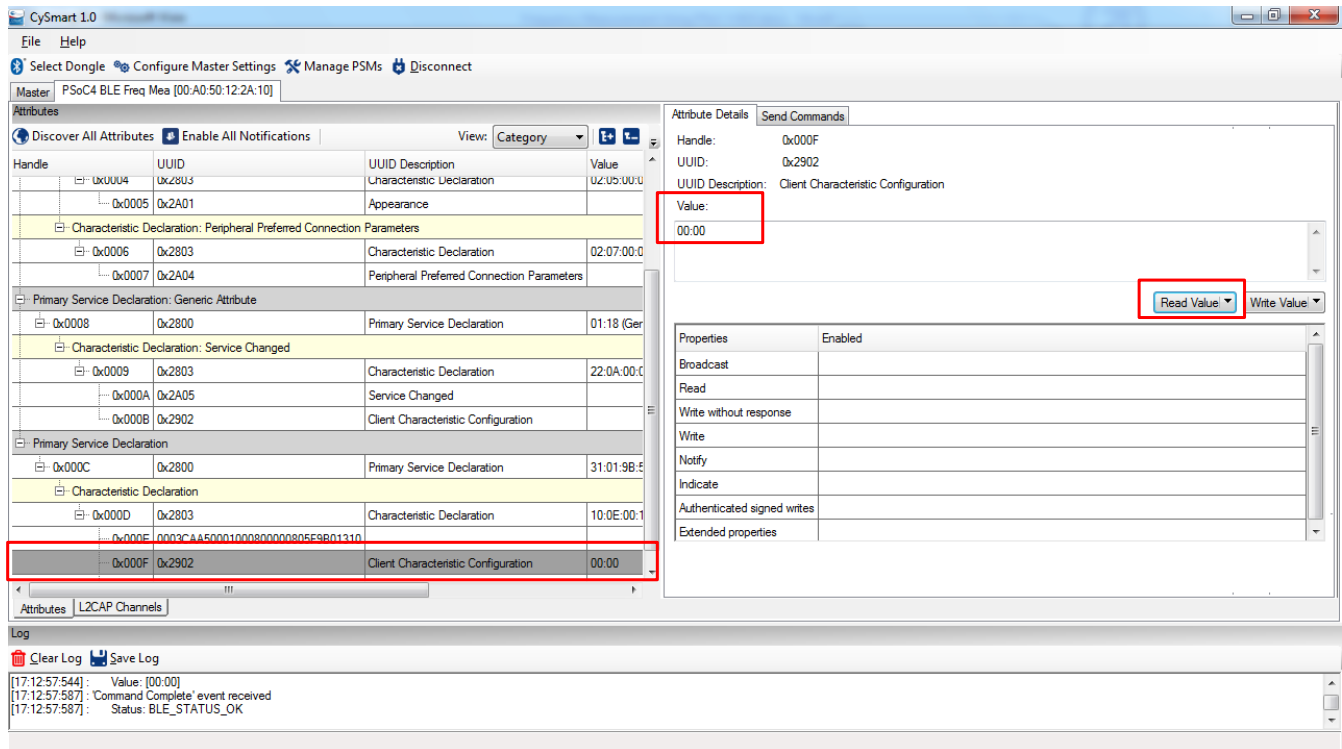 CySmart 1.0
File Help
Select Dongle Configure Master Settings Manage PSMs Disconnect
Master PSoC4 BLE Freq Mea [00:A0:50:12:2A:10]
Attributes
Discover All Attributes Enable All Notifications View: Category
Handle UUID UUID Description Value
0x0004 0x2803 Characteristic Declaration 02:05:00:0
0x0005 0x2A01 Appearance
Characteristic Declaration: Peripheral Preferred Connection Parameters
0x0006 0x2803 Characteristic Declaration 02:07:00:0
0x0007 0x2A04 Peripheral Preferred Connection Parameters
Primary Service Declaration: Generic Attribute
0x0008 0x2800 Primary Service Declaration 01:18 (Ger
Characteristic Declaration: Service Changed
0x0009 0x2803 Characteristic Declaration 22:0A:00:0
0x000A 0x2A05 Service Changed
0x000B 0x2902 Client Characteristic Configuration
Primary Service Declaration
0x000C 0x2800 Primary Service Declaration 31:01:9B:5
Characteristic Declaration
0x000D 0x2803 Characteristic Declaration 10:0E:00:1
0x000E 0003CAA500010008000000805F9B01310
0x000F 0x2902 Client Characteristic Configuration 00:00
Attributes L2CAP Channels
Attribute Details Send Commands
Handle: 0x000F
UUID: 0x2902
UUID Description: Client Characteristic Configuration
Value:
00:00
Read Value Write Value
Properties Enabled
Broadcast
Read
Write without response
Write
Notify
Indicate
Authenticated signed writes
Extended properties
Log
Clear Log Save Log
[17:12:57:544] : Value: [00:00]
[17:12:57:587] : 'Command Complete' event received
[17:12:57:587] : Status: BLE_STATUS_OK